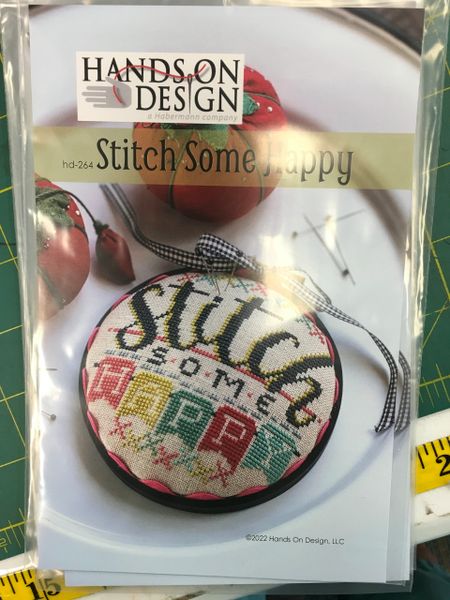 HANDS ON
DESIGN
a Habermann company
hd-264 Stitch Some Happy
Stitch
SOME
HAPPY
©2022 Hands On Design, LLC
2
15